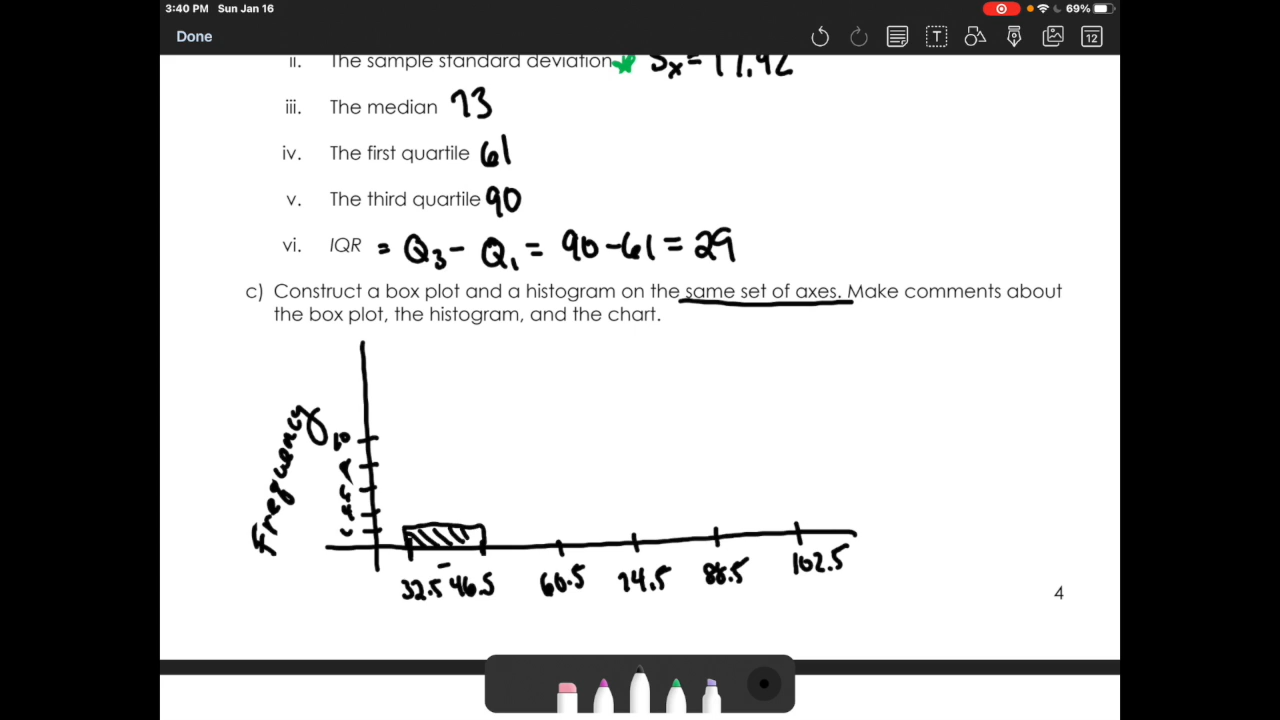 3:40 PM Sun Jan 16
69%
Done
T
12
ii. The sample standard deviation Sx = 17.92
iii. The median 73
iv. The first quartile 61
v. The third quartile 90
vi. IQR = Q3 - Q1 = 90 - 61 = 29
c) Construct a box plot and a histogram on the same set of axes. Make comments about
the box plot, the histogram, and the chart.
Frequency
10
32.5 - 46.5 60.5 74.5 88.5 102.5
4